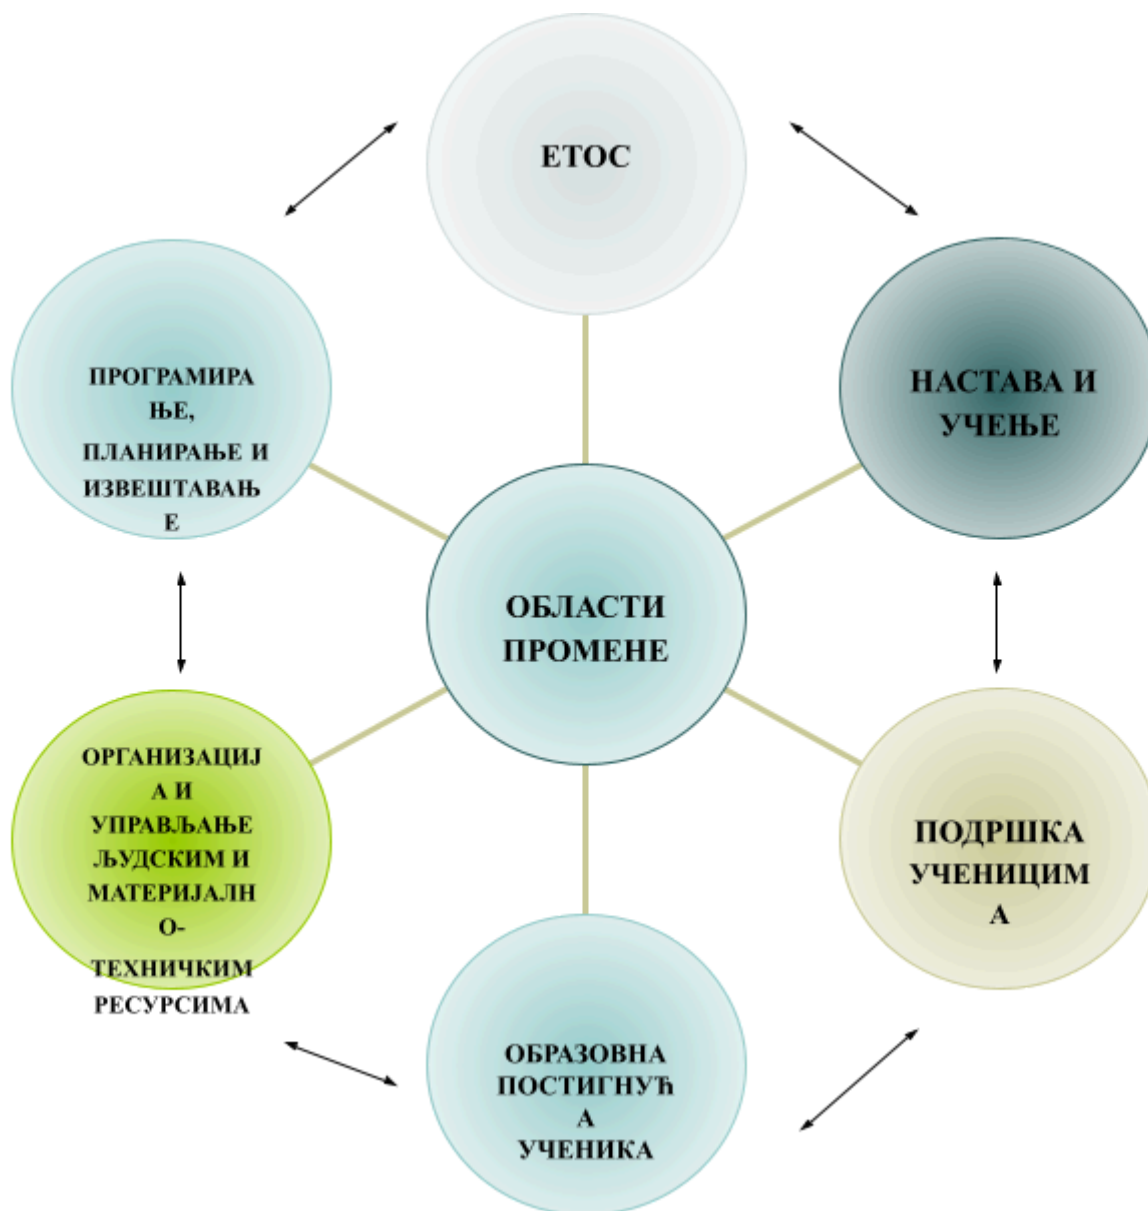 ЕТОС
ПРОГРАМИРА
ЊЕ,
ПЛАНИРАЊЕ И
ИЗВЕШТАВАЊ
Е
НАСТАВА И
УЧЕЊЕ
ОБЛАСТИ
ПРОМЕНЕ
ОРГАНИЗАЦИЈ
А И
УПРАВЉАЊЕ
ЉУДСКИМ И
МАТЕРИЈАЛН
О-
ТЕХНИЧКИМ
РЕСУРСИМА
ПОДРШКА
УЧЕНИЦИМ
А
ОБРАЗОВНА
ПОСТИГНУЋ
А
УЧЕНИКА